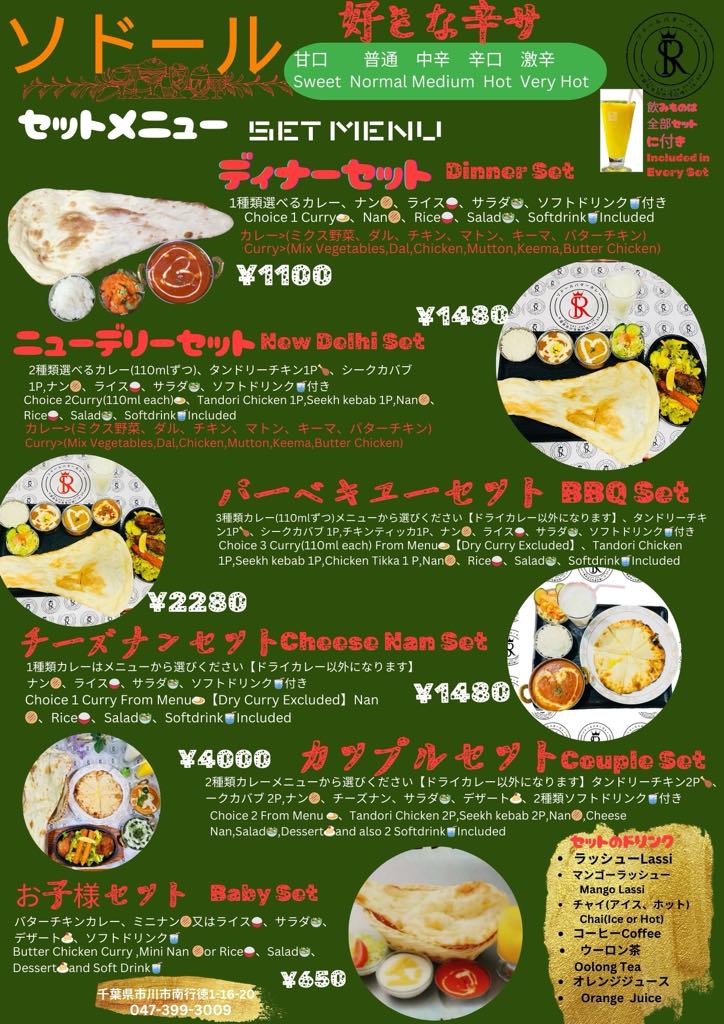 ソドール
好きな辛サ
甘口 普通 中辛 辛口 激辛
Sweet Normal Medium Hot Very Hot
飲みものは
全部セット
に付き
Included in
Every Set
セットメニュー SET MENU
ディナーセット Dinner Set
1種類選べるカレー、ナン🫓、ライス🍚、サラダ🥗、ソフトドリンク🥤付き
Choice 1 Curry🍛、Nan🫓、Rice🍚、Salad🥗、Softdrink🥤Included
カレー>(ミクス野菜、ダル、チキン、マトン、キーマ、バターチキン)
Curry>(Mix Vegetables,Dal,Chicken,Mutton,Keema,Butter Chicken)
¥1100
¥1480
ニューデリーセット New Delhi Set
2種類選べるカレー(110mlずつ)、タンドリーチキン1P🍗、シークカバブ
1P,ナン🫓、ライス🍚、サラダ🥗、ソフトドリンク🥤付き
Choice 2Curry(110ml each)🍛、Tandori Chicken 1P,Seekh kebab 1P,Nan🫓、
Rice🍚、Salad🥗、Softdrink🥤Included
カレー>(ミクス野菜、ダル、チキン、マトン、キーマ、バターチキン)
Curry>(Mix Vegetables,Dal,Chicken,Mutton,Keema,Butter Chicken)
バーベキユーセット BBQ Set
3種類カレー(110mlずつ)メニューから選びください【ドライカレー以外になります】、タンドリーチキ
ン1P🍗、シークカバブ 1P,チキンティッカ1P、ナン🫓、ライス🍚、サラダ🥗、ソフトドリンク🥤付き
Choice 3 Curry(110ml each) From Menu🍛【Dry Curry Excluded】、Tandori Chicken
1P,Seekh kebab 1P,Chicken Tikka 1 P,Nan🫓、Rice🍚、Salad🥗、Softdrink🥤Included
¥2280
チーズナンセットCheese Nan Set
1種類カレーはメニューから選びください【ドライカレー以外になります】
ナン🫓、ライス🍚、サラダ🥗、ソフトドリンク🥤付き
Choice 1 Curry From Menu🍛【Dry Curry Excluded】Nan
🫓、Rice🍚、Salad🥗、Softdrink🥤Included
¥1480
¥4000 カップルセットCouple Set
2種類カレーメニューから選びください【ドライカレー以外になります】タンドリーチキン2P🍗、
ークカバブ 2P,ナン🫓、チーズナン、サラダ🥗、デザート🍮、2種類ソフトドリンク🥤付き
Choice 2 From Menu 🍛、Tandori Chicken 2P,Seekh kebab 2P,Nan🫓,Cheese
Nan,Salad🥗,Dessert🍮and also 2 Softdrink🥤Included
お子様セット Baby Set
バターチキンカレー、ミニナン🫓又はライス🍚、サラダ🥗、
デザート🍮、ソフトドリンク🥤
Butter Chicken Curry ,Mini Nan 🫓or Rice🍚、Salad🥗、
Dessert🍮and Soft Drink🥤
¥650
セットのドリンク
• ラッシューLassi
• マンゴーラッシュー
Mango Lassi
• チャイ(アイス、ホット)
Chai(Ice or Hot)
• コーヒーCoffee
• ウーロン茶
Oolong Tea
• オレンジジュース
• Orange Juice
千葉県市川市南行徳1-16-20
047-399-3009